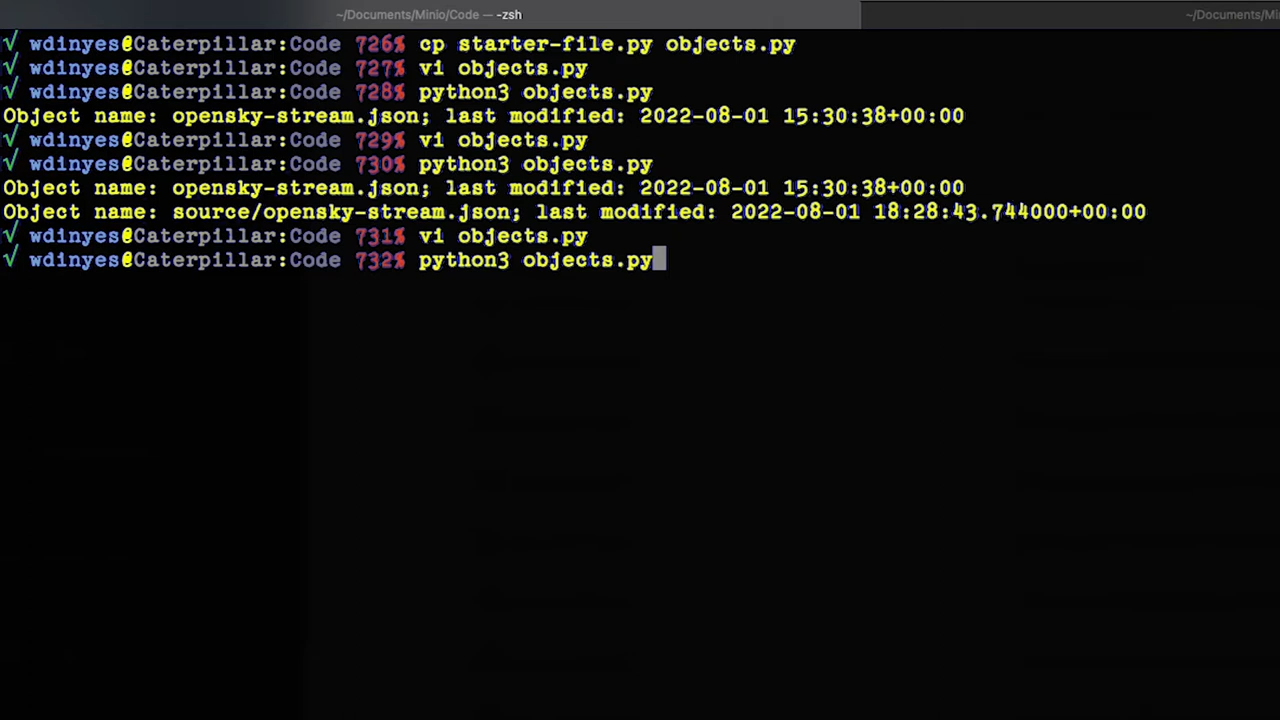 ~/Documents/Minio/Code — -zsh
~/Documents/Mi
√ wdinyes@Caterpillar:Code 726% cp starter-file.py objects.py
√ wdinyes@Caterpillar:Code 727% vi objects.py
√ wdinyes@Caterpillar:Code 728% python3 objects.py
Object name: opensky-stream.json; last modified: 2022-08-01 15:30:38+00:00
√ wdinyes@Caterpillar:Code 729% vi objects.py
√ wdinyes@Caterpillar:Code 730% python3 objects.py
Object name: opensky-stream.json; last modified: 2022-08-01 15:30:38+00:00
Object name: source/opensky-stream.json; last modified: 2022-08-01 18:28:43.744000+00:00
√ wdinyes@Caterpillar:Code 731% vi objects.py
√ wdinyes@Caterpillar:Code 732% python3 objects.py